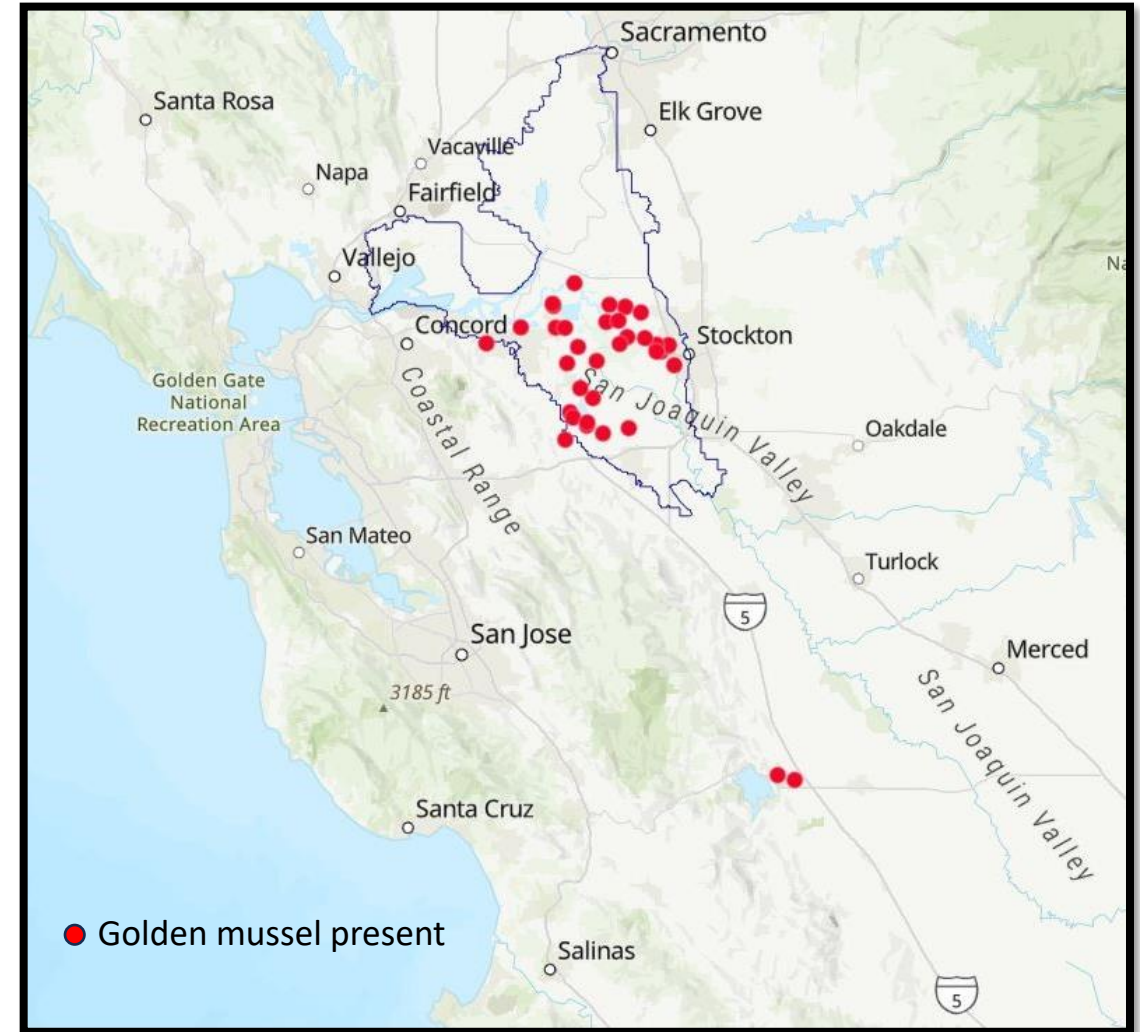 Sacramento
Santa Rosa
Elk Grove
Vacaville
Napa
Fairfield
Vallejo
Na
Concord
Stockton
Golden Gate
National
Recreation Area
San Joaquin Valley
Coastal Range
Oakdale
San Mateo
Turlock
5
San Jose
Merced
3185 ft
San Joaquin Valley
Santa Cruz
Golden mussel present
Salinas
5